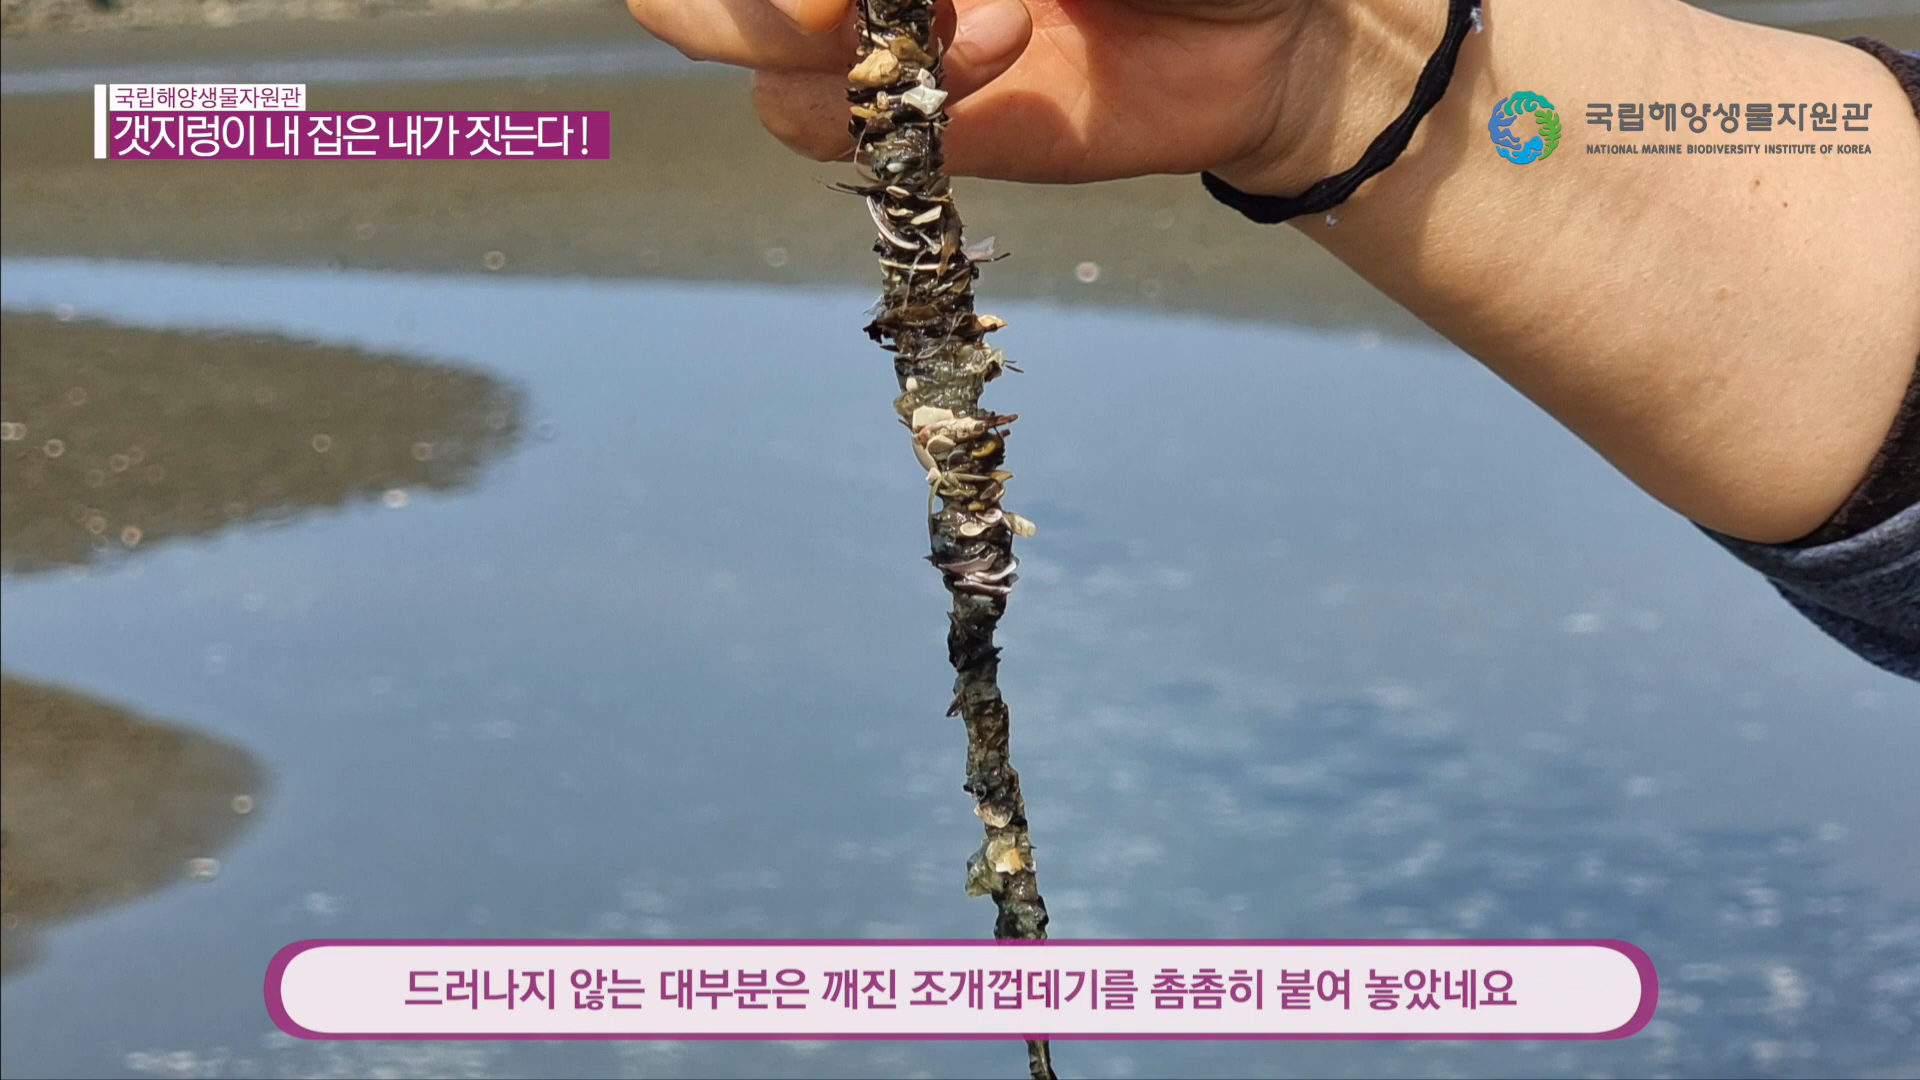 국립해양생물자원관
갯지렁이 내 집은 내가 짓는다!
국립해양생물자원관
NATIONAL MARINE BIODIVERSITY INSTITUTE OF KOREA
드러나지 않는 대부분은 깨진 조개껍데기를 촘촘히 붙여 놓았네요